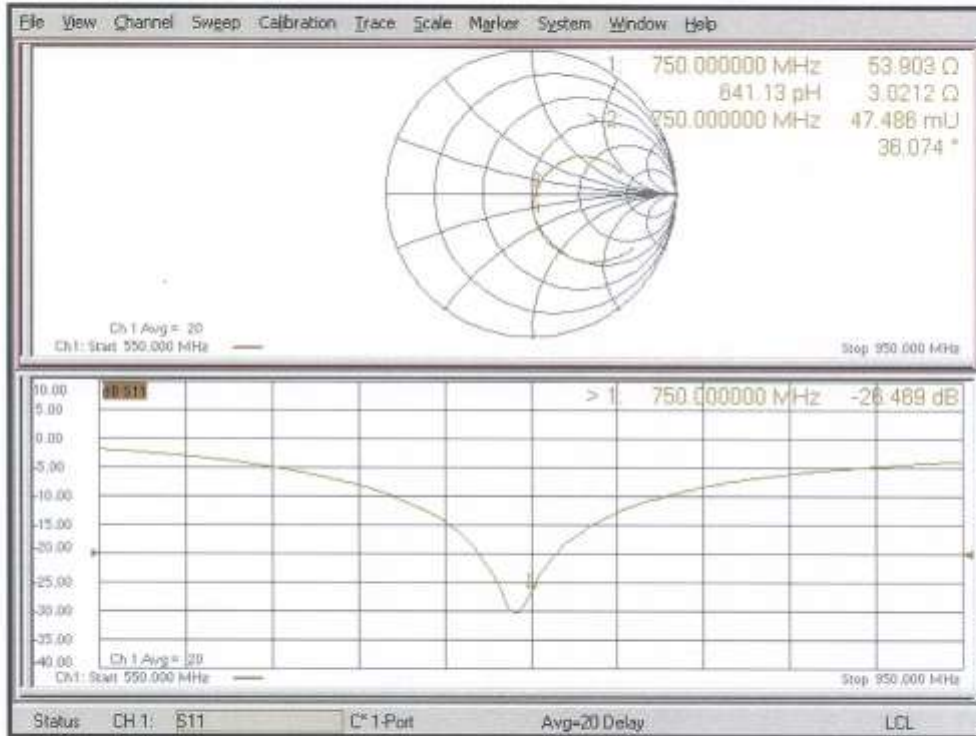 File View Channel Sweep Calibration Trace Scale Marker System Window Help
1: 750.000000 MHz 53.903 Ω
641.13 pH 3.0212 Ω
> 2: 750.000000 MHz 47.486 mU
36.074 °
Ch 1 Avg = 20
Ch1: Start 550.000 MHz
Stop 950.000 MHz
10.00
dB S11
> 1: 750.000000 MHz -26.469 dB
5.00
0.00
-5.00
-10.00
-15.00
-20.00
-25.00
-30.00
-35.00
-40.00
Ch 1 Avg = 20
Ch1: Start 550.000 MHz
Stop 950.000 MHz
Status CH 1: S11 C* 1-Port Avg=20 Delay LCL